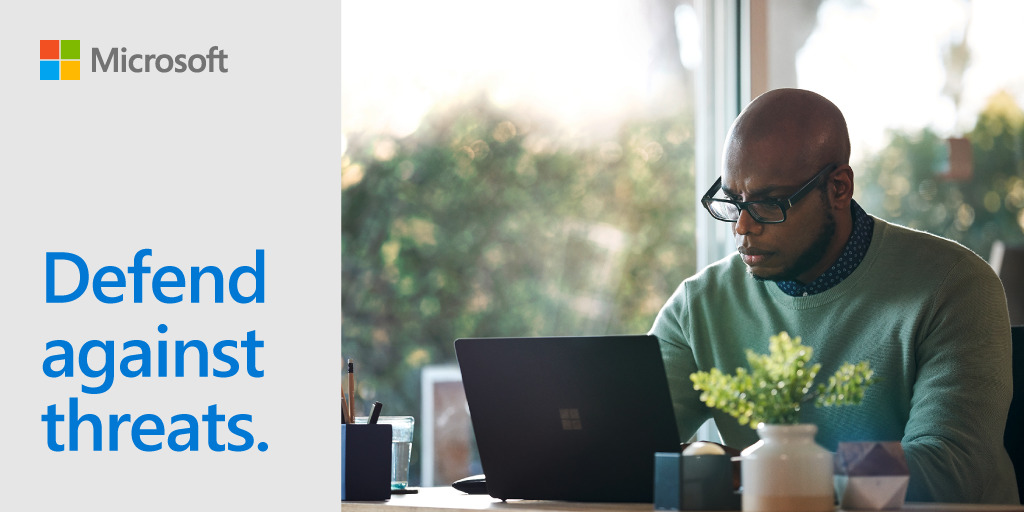 Microsoft
Defend
against
threats.